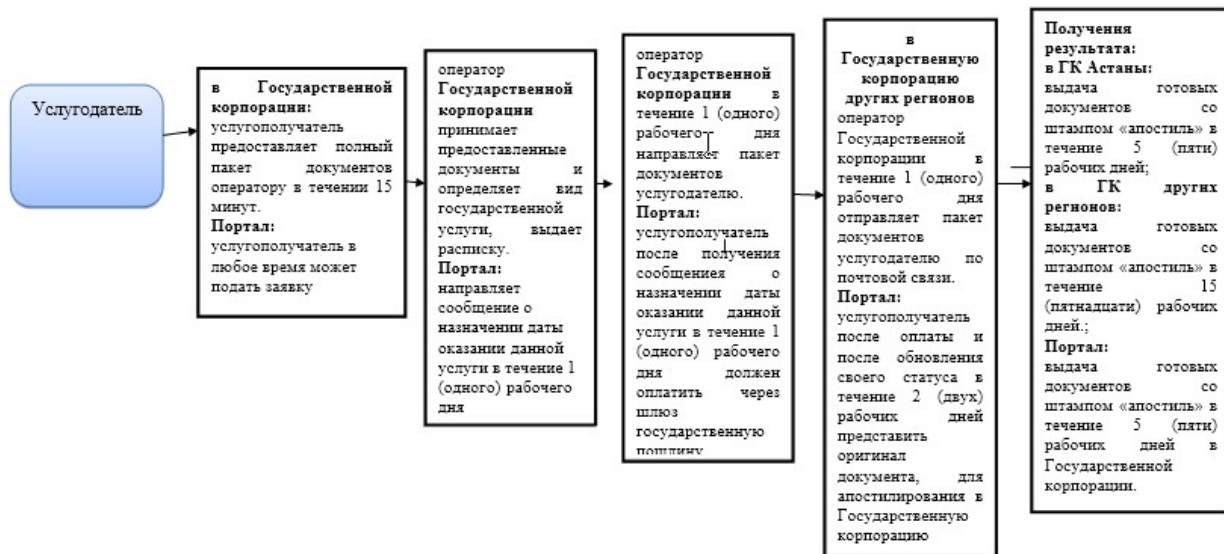 Услугодатель
в Государственной
корпорации:
услугополучатель
предоставляет полный
пакет документов
оператору в течении 15
минут.
Портал:
услугополучатель в
любое время может
подать заявку
оператор
Государственной
корпорации
принимает
предоставленные
документы и
определяет вид
государственной
услуги, выдает
расписку.
Портал:
направляет
сообщение о
назначении даты
оказании данной
услуги в течение 1
(одного) рабочего
дня
оператор
Государственной
корпорации в
течение 1 (одного)
рабочего дня
направляет пакет
документов
услугодателю.
Портал:
услугополучатель
после получения
сообщениея о
назначении даты
оказании данной
услуги в течение 1
(одного) рабочего
дня должен
оплатить через
шлюз
государственную
пошлину
в
Государственную
корпорацию
других регионов
оператор
Государственной
корпорации в
течение 1 (одного)
рабочего дня
отправляет пакет
документов
услугодателю по
почтовой связи.
Портал:
услугополучатель
после оплаты и
после обновления
своего статуса в
течение 2 (двух)
рабочих дней
представить
оригинал
документа, для
апостилирования в
Государственную
корпорацию
Получения
результата:
в ГК Астаны:
выдача готовых
документов со
штампом «апостиль» в
течение 5 (пяти)
рабочих дней;
в ГК других
регионов:
выдача готовых
документов со
штампом «апостиль» в
течение 15
(пятнадцати) рабочих
дней.;
Портал:
выдача готовых
документов со
штампом «апостиль» в
течение 5 (пяти)
рабочих дней в
Государственной
корпорации.